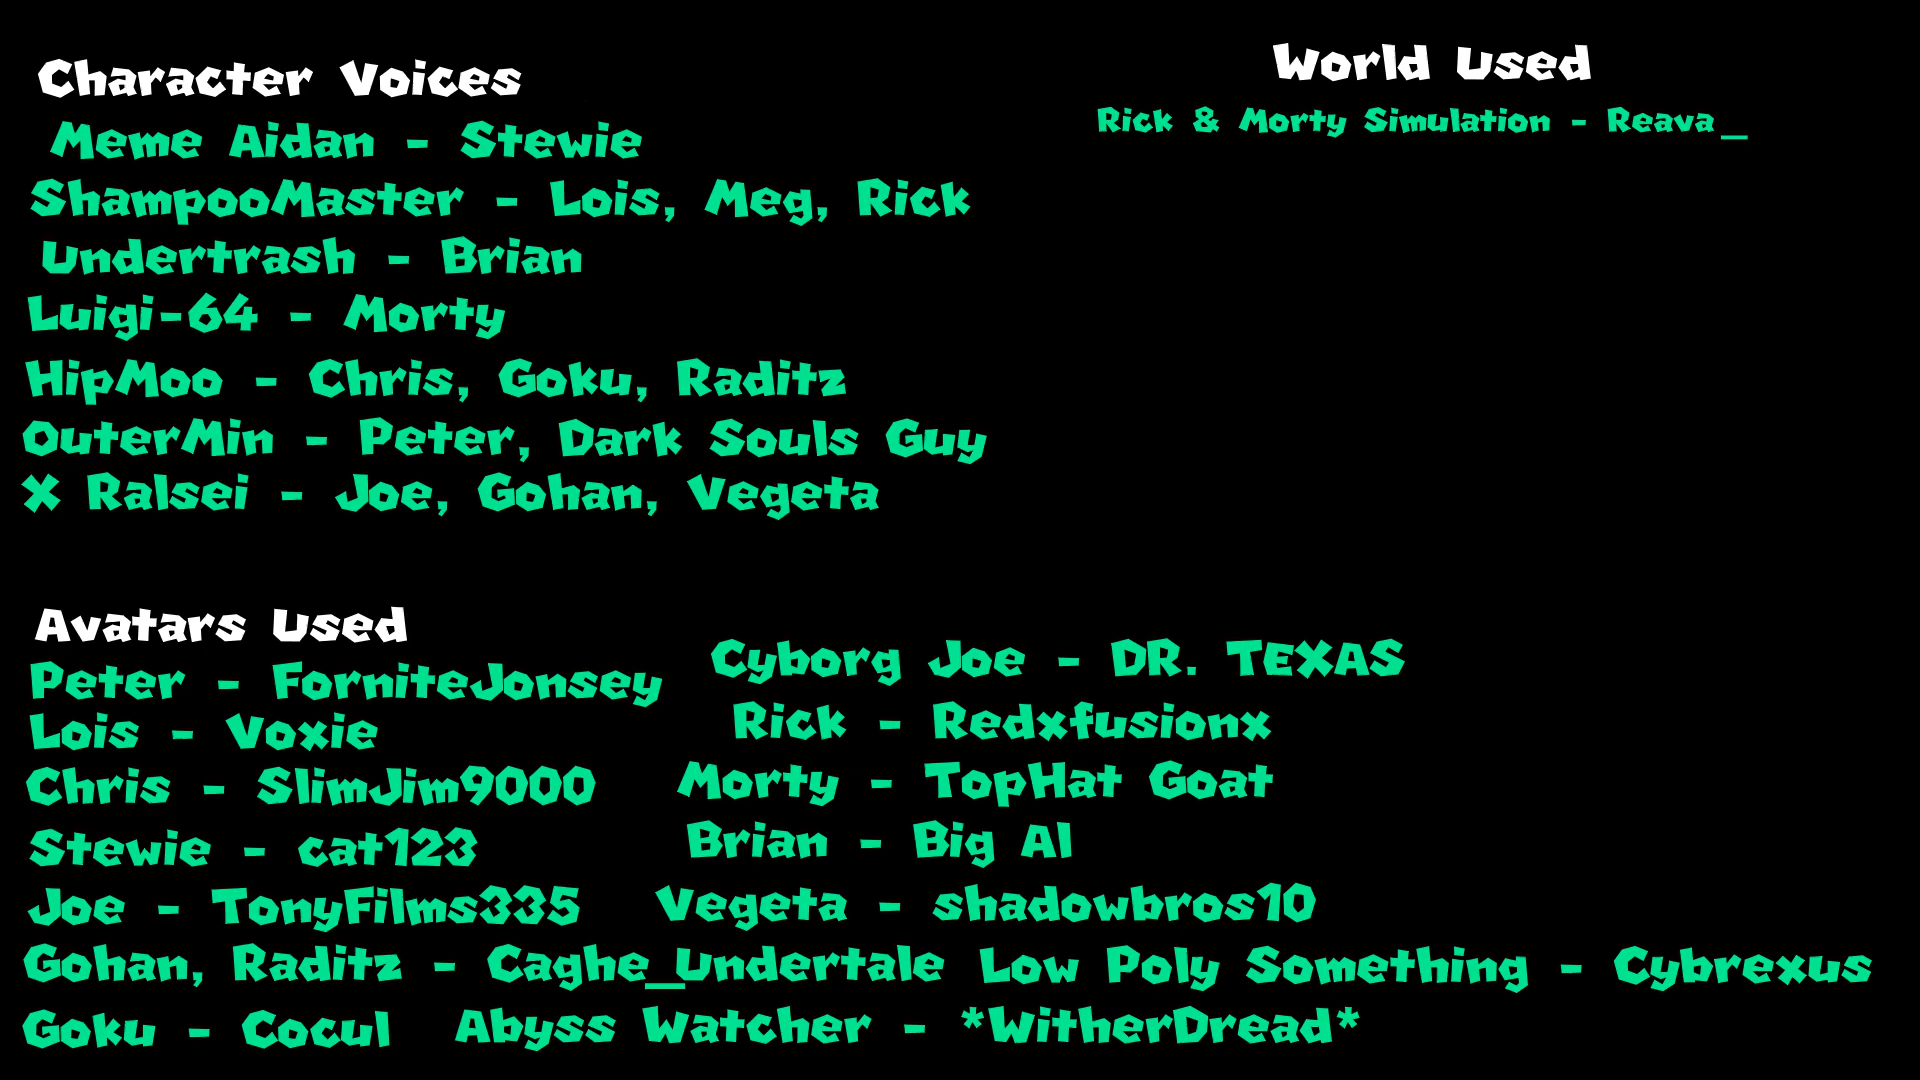 Character Voices
Meme Aidan - Stewie
ShampooMaster - Lois, Meg, Rick
Undertrash - Brian
Luigi-64 - Morty
HipMoo - Chris, Goku, Raditz
OuterMin - Peter, Dark Souls Guy
X Ralsei - Joe, Gohan, Vegeta
World Used
Rick & Morty Simulation - Reava_
Avatars Used
Peter - ForniteJonsey
Lois - Voxie
Chris - SlimJim9000
Stewie - cat123
Joe - TonyFilms335
Gohan, Raditz - Caghe_Undertale
Goku - Cocul
Cyborg Joe - DR. TEXAS
Rick - Redxfusionx
Morty - TopHat Goat
Brian - Big Al
Vegeta - shadowbros10
Low Poly Something - Cybrexus
Abyss Watcher - *WitherDread*